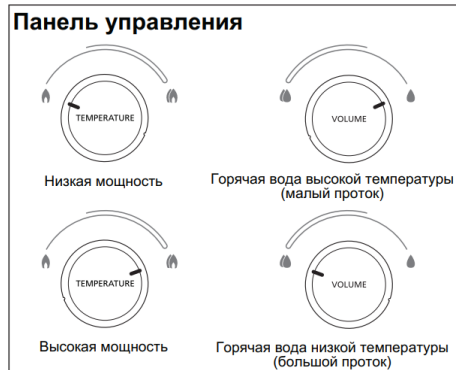 Панель управления
TEMPERATURE
VOLUME
Низкая мощность
Горячая вода высокой температуры
(малый проток)
TEMPERATURE
VOLUME
Высокая мощность
Горячая вода низкой температуры
(большой проток)